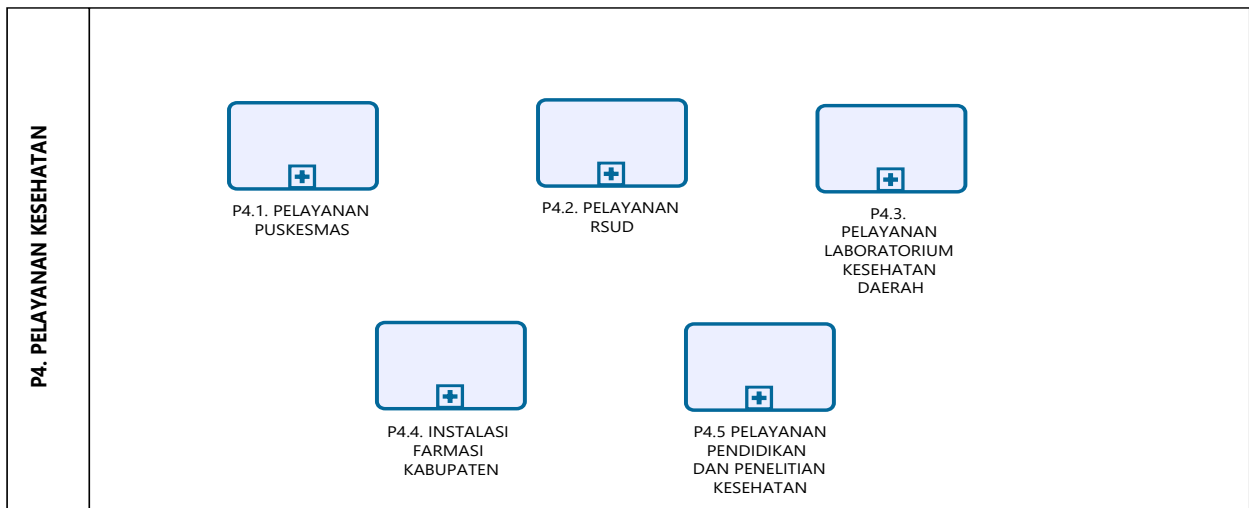 P4. PELAYANAN KESEHATAN
P4.1. PELAYANAN
PUSKESMAS
P4.2. PELAYANAN
RSUD
P4.3.
PELAYANAN
LABORATORIUM
KESEHATAN
DAERAH
P4.4. INSTALASI
FARMASI
KABUPATEN
P4.5 PELAYANAN
PENDIDIKAN
DAN PENELITIAN
KESEHATAN